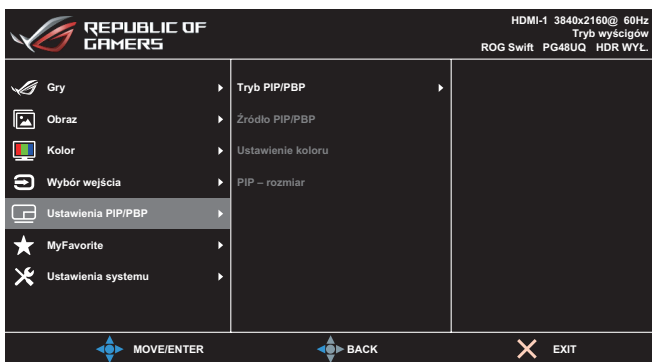 REPUBLIC OF
GAMERS
HDMI-1 3840x2160@ 60Hz
Tryb wyścigów
ROG Swift PG48UQ HDR WYŁ.
Gry
Obraz
Kolor
Wybór wejścia
Ustawienia PIP/PBP
MyFavorite
Ustawienia systemu
Tryb PIP/PBP
Źródło PIP/PBP
Ustawienie koloru
PIP – rozmiar
MOVE/ENTER
BACK
EXIT